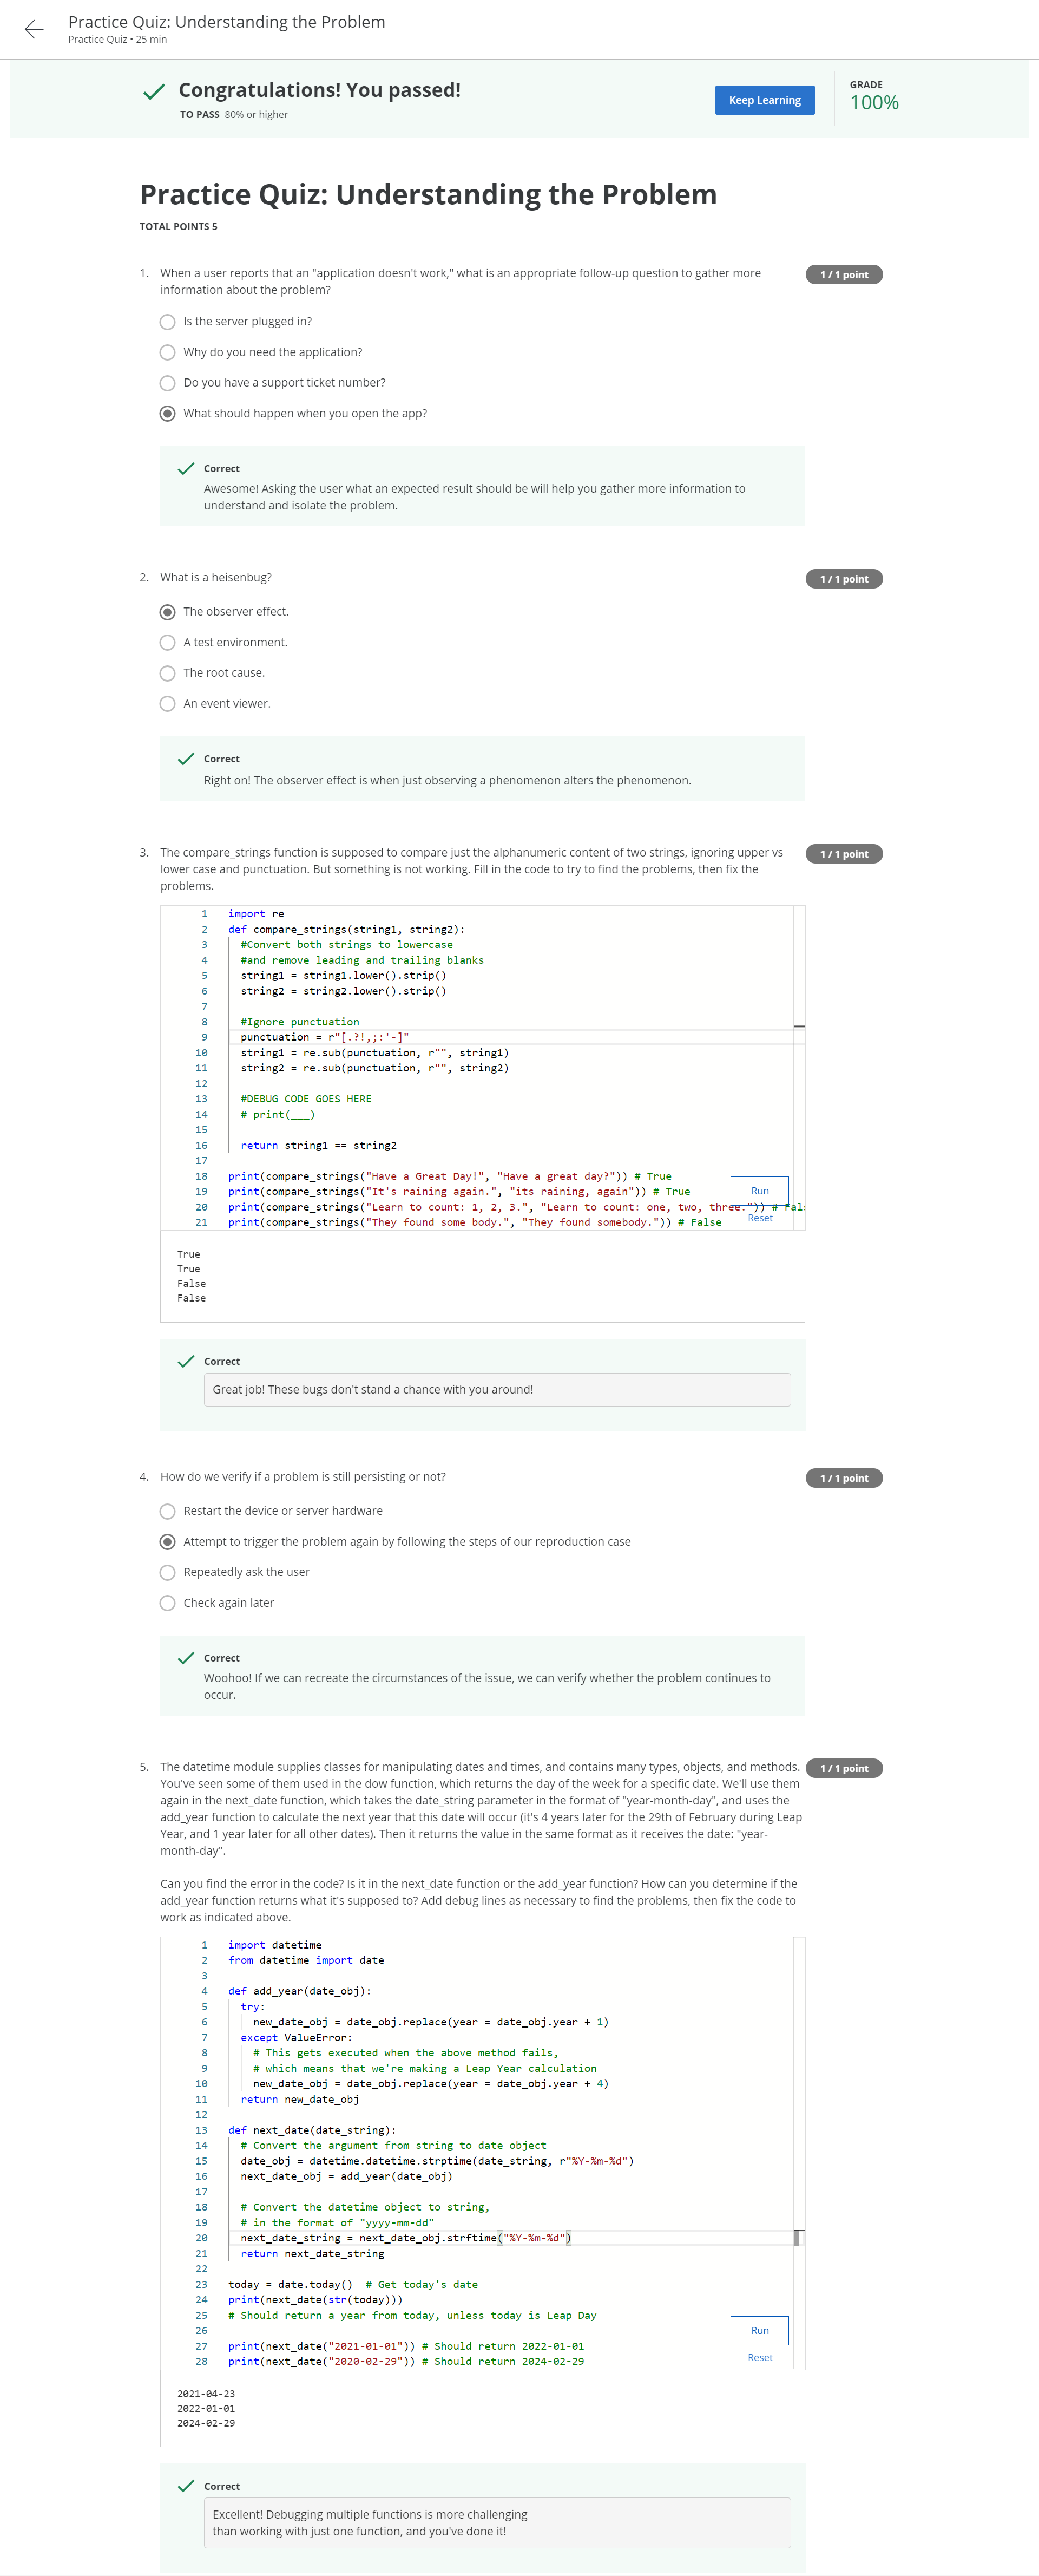 Practice Quiz: Understanding the Problem
Practice Quiz • 25 min
Congratulations! You passed!
TO PASS 80% or higher
Keep Learning
GRADE
100%
Practice Quiz: Understanding the Problem
TOTAL POINTS 5
1. When a user reports that an "application doesn't work," what is an appropriate follow-up question to gather more
information about the problem?
1 / 1 point
Is the server plugged in?
Why do you need the application?
Do you have a support ticket number?
What should happen when you open the app?
Correct
Awesome! Asking the user what an expected result should be will help you gather more information to
understand and isolate the problem.
2. What is a heisenbug?
1 / 1 point
The observer effect.
A test environment.
The root cause.
An event viewer.
Correct
Right on! The observer effect is when just observing a phenomenon alters the phenomenon.
3. The compare_strings function is supposed to compare just the alphanumeric content of two strings, ignoring upper vs
lower case and punctuation. But something is not working. Fill in the code to try to find the problems, then fix the
problems.
1 / 1 point
1 import re
2 def compare_strings(string1, string2):
3 #Convert both strings to lowercase
4 #and remove leading and trailing blanks
5 string1 = string1.lower().strip()
6 string2 = string2.lower().strip()
7
8 #Ignore punctuation
9 punctuation = r"[.?!,;:'-]"
10 string1 = re.sub(punctuation, r"", string1)
11 string2 = re.sub(punctuation, r"", string2)
12
13 #DEBUG CODE GOES HERE
14 # print(___)
15
16 return string1 == string2
17
18 print(compare_strings("Have a Great Day!", "Have a great day?")) # True
19 print(compare_strings("It's raining again.", "its raining, again")) # True
20 print(compare_strings("Learn to count: 1, 2, 3.", "Learn to count: one, two, three.")) # Fal
21 print(compare_strings("They found some body.", "They found somebody.")) # False
Run
Reset
True
True
False
False
Correct
Great job! These bugs don't stand a chance with you around!
4. How do we verify if a problem is still persisting or not?
1 / 1 point
Restart the device or server hardware
Attempt to trigger the problem again by following the steps of our reproduction case
Repeatedly ask the user
Check again later
Correct
Woohoo! If we can recreate the circumstances of the issue, we can verify whether the problem continues to
occur.
5. The datetime module supplies classes for manipulating dates and times, and contains many types, objects, and methods.
You've seen some of them used in the dow function, which returns the day of the week for a specific date. We'll use them
again in the next_date function, which takes the date_string parameter in the format of "year-month-day", and uses the
add_year function to calculate the next year that this date will occur (it's 4 years later for the 29th of February during Leap
Year, and 1 year later for all other dates). Then it returns the value in the same format as it receives the date: "year-
month-day".
1 / 1 point
Can you find the error in the code? Is it in the next_date function or the add_year function? How can you determine if the
add_year function returns what it's supposed to? Add debug lines as necessary to find the problems, then fix the code to
work as indicated above.
1 import datetime
2 from datetime import date
3
4 def add_year(date_obj):
5 try:
6 new_date_obj = date_obj.replace(year = date_obj.year + 1)
7 except ValueError:
8 # This gets executed when the above method fails,
9 # which means that we're making a Leap Year calculation
10 new_date_obj = date_obj.replace(year = date_obj.year + 4)
11 return new_date_obj
12
13 def next_date(date_string):
14 # Convert the argument from string to date object
15 date_obj = datetime.datetime.strptime(date_string, r"%Y-%m-%d")
16 next_date_obj = add_year(date_obj)
17
18 # Convert the datetime object to string,
19 # in the format of "yyyy-mm-dd"
20 next_date_string = next_date_obj.strftime("%Y-%m-%d")
21 return next_date_string
22
23 today = date.today() # Get today's date
24 print(next_date(str(today)))
25 # Should return a year from today, unless today is Leap Day
26
27 print(next_date("2021-01-01")) # Should return 2022-01-01
28 print(next_date("2020-02-29")) # Should return 2024-02-29
Run
Reset
2021-04-23
2022-01-01
2024-02-29
Correct
Excellent! Debugging multiple functions is more challenging
than working with just one function, and you've done it!